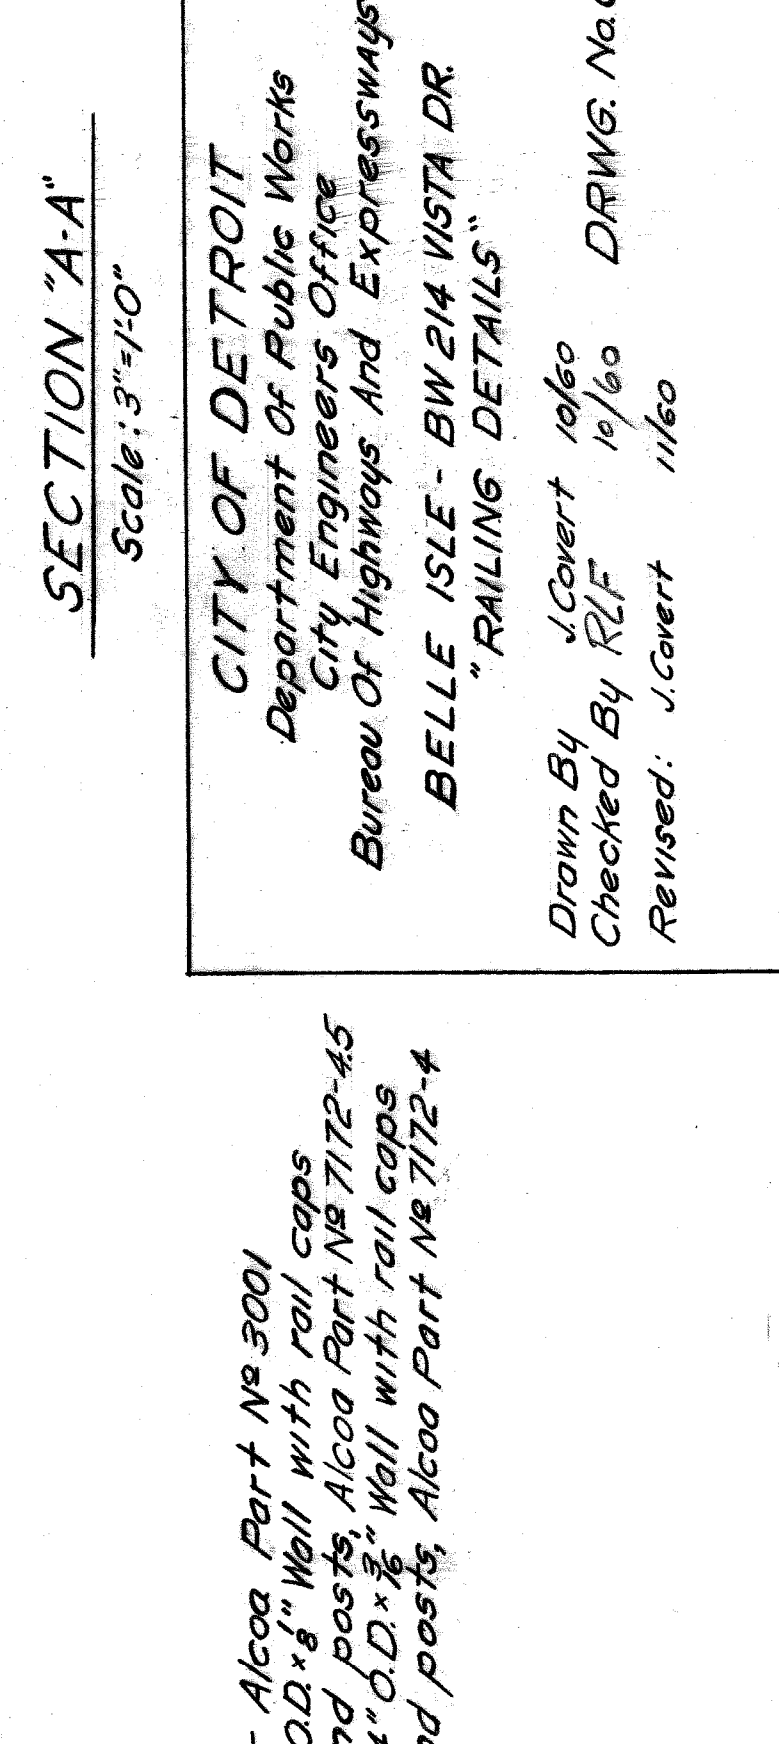 SECTION "A-A"
Scale: 3"=1'-0"
CITY OF DETROIT
Department Of Public Works
City Engineers Office
Bureau Of Highways And Expressways
BELLE ISLE - BW 214 VISTA DR.
"RAILING DETAILS"
Drawn By J.Covert 10/60
Checked By RLF 10/60 DRWG. No.
Revised: J.Covert 11/60
- Alcoa Part No 3001
O.D. x 1/8" Wall with rail caps
posts, Alcoa Part No 7172-4.5
" O.D. x 3/16" Wall with rail caps
posts, Alcoa Part No 7172-4